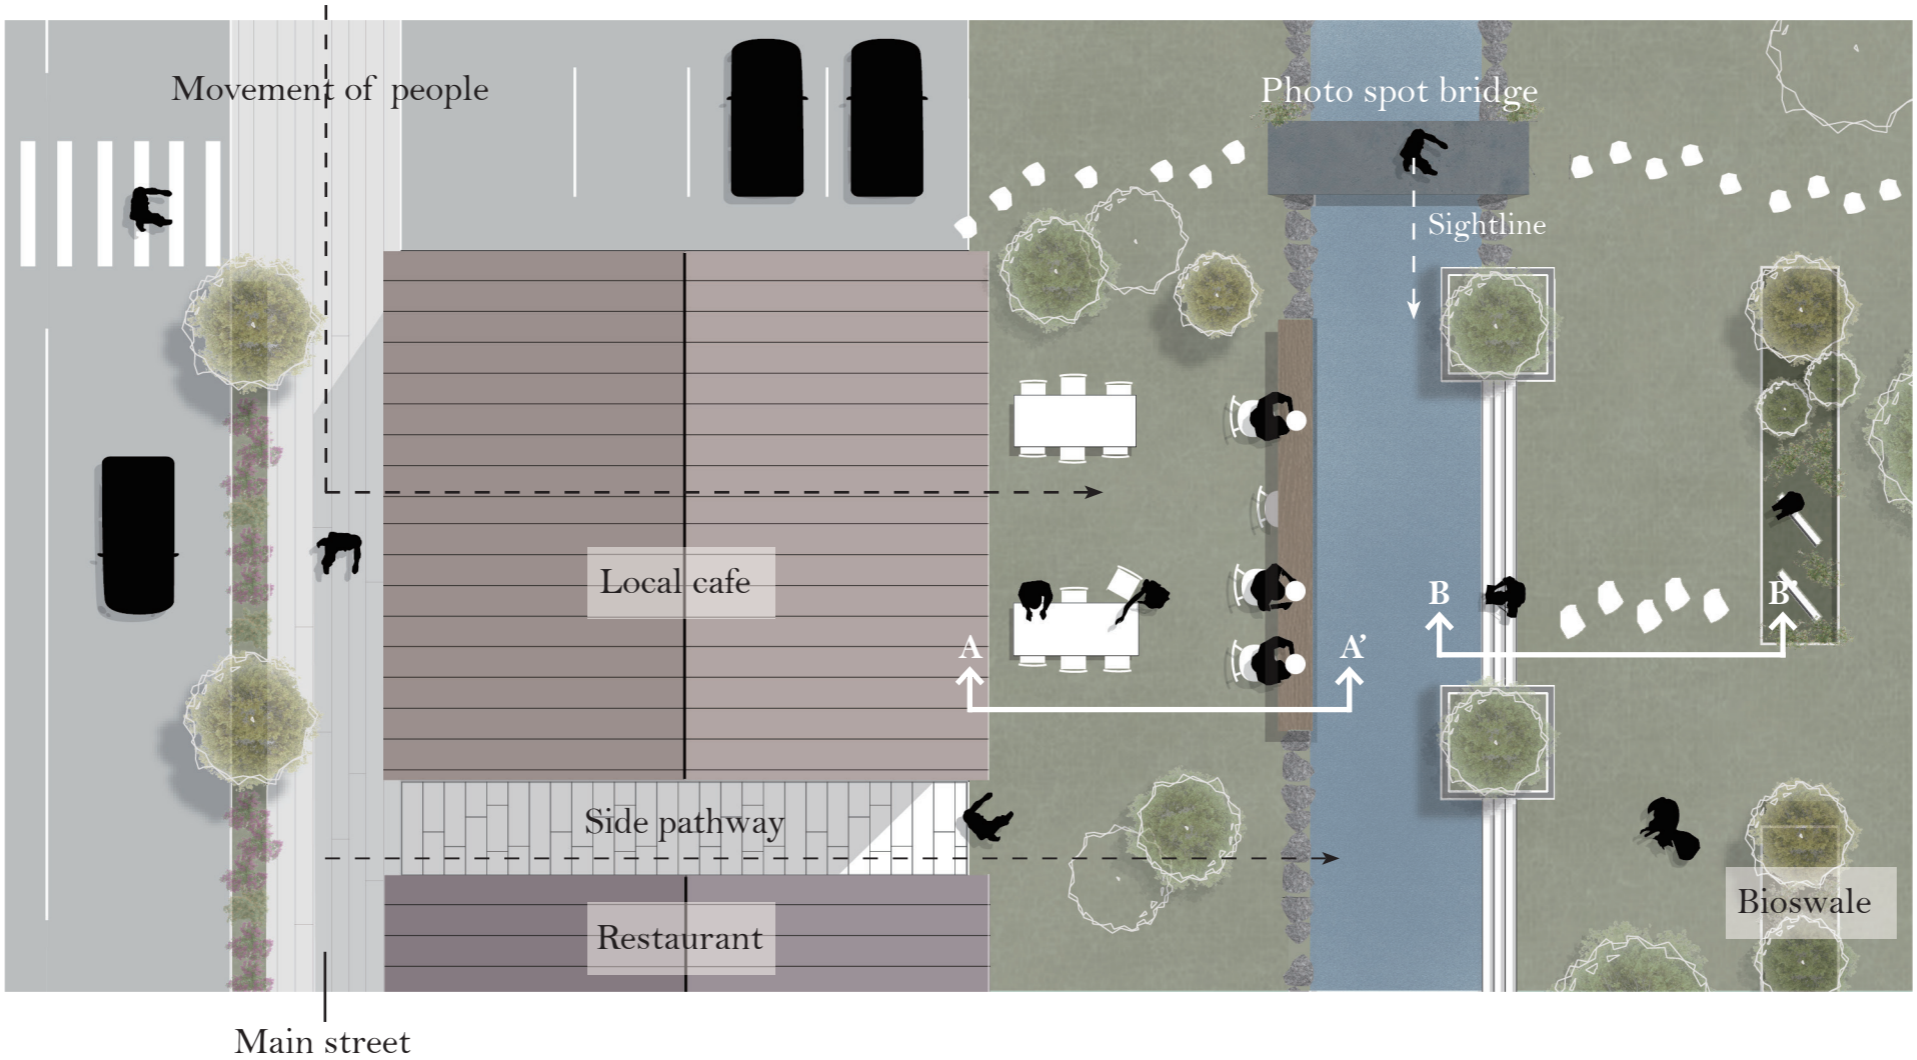 Movement of people
Photo spot bridge
Sightline
Local cafe
B
B'
A
A’
Side pathway
Bioswale
Restaurant
Main street